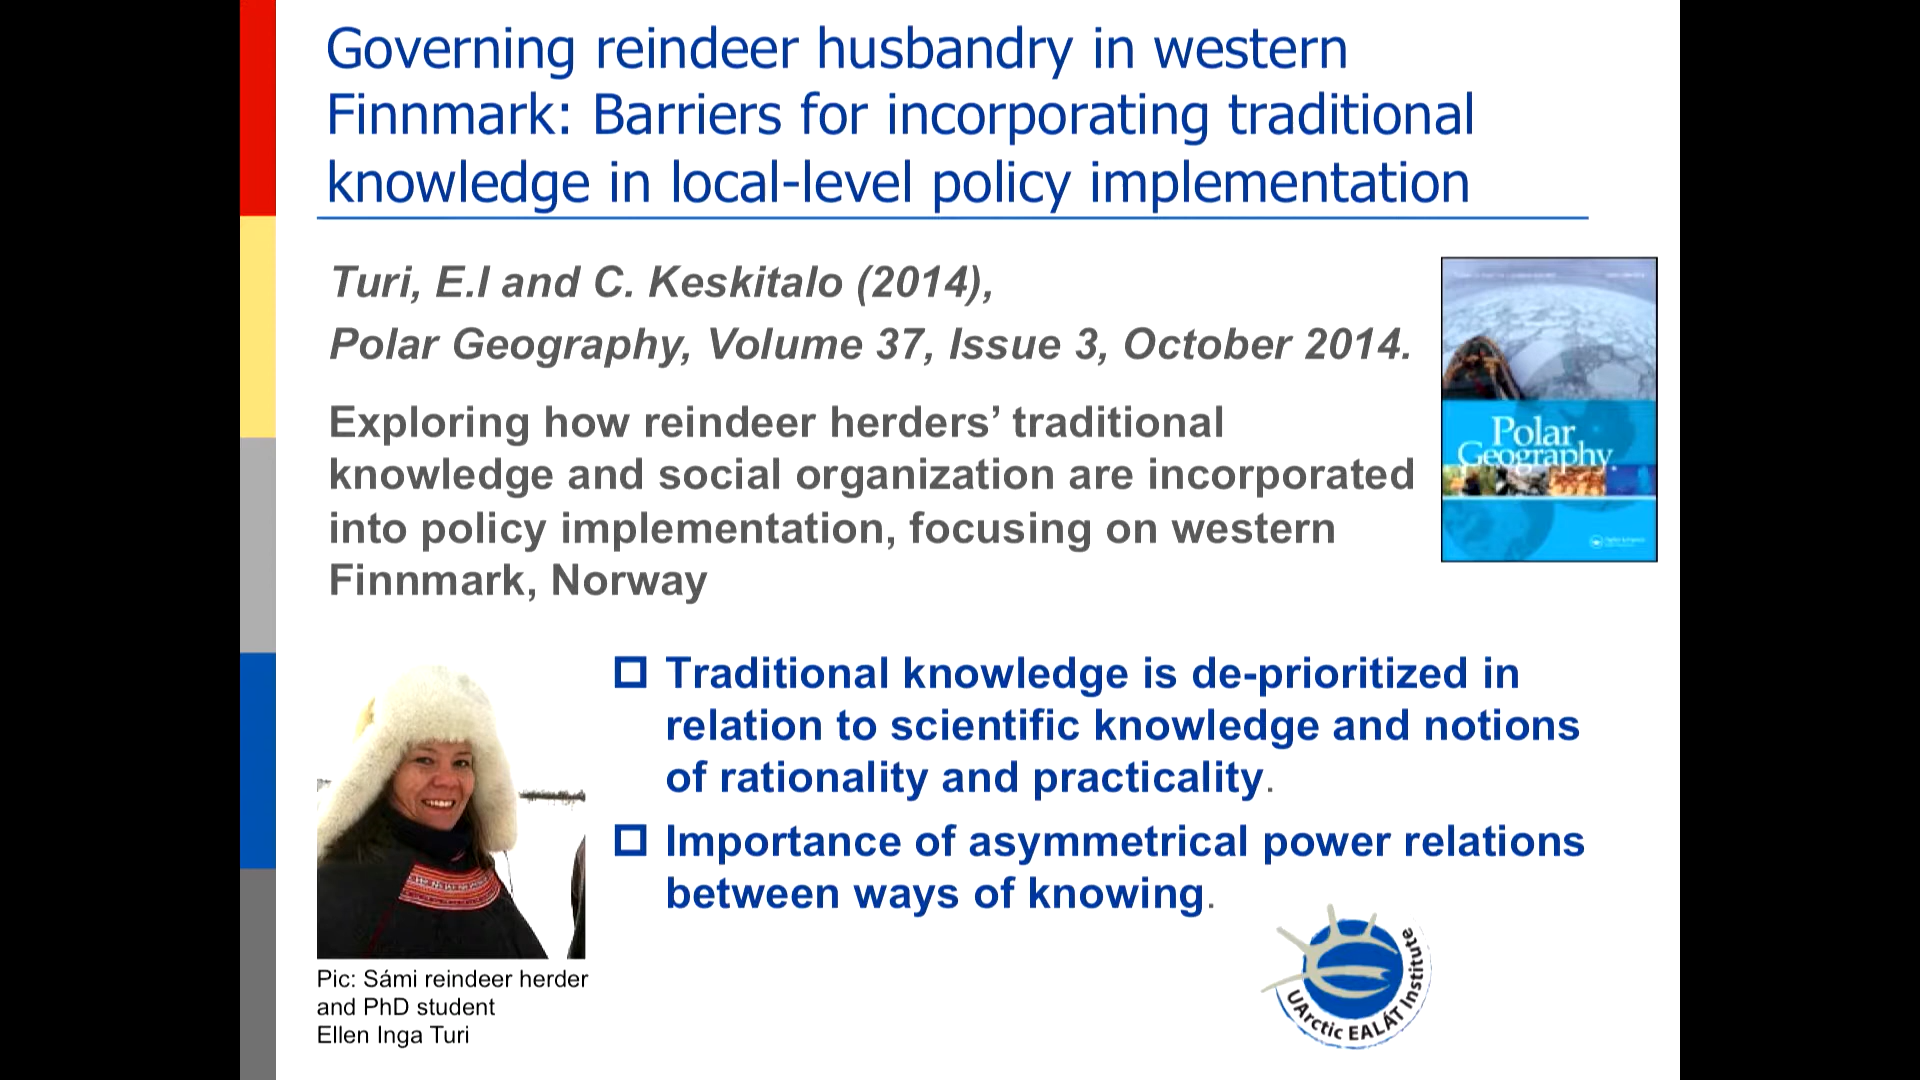 Governing reindeer husbandry in western
Finnmark: Barriers for incorporating traditional
knowledge in local-level policy implementation
Turi, E.I and C. Keskitalo (2014),
Polar Geography, Volume 37, Issue 3, October 2014.
Exploring how reindeer herders’ traditional
knowledge and social organization are incorporated
into policy implementation, focusing on western
Finnmark, Norway
Polar
Geography
Traditional knowledge is de-prioritized in
relation to scientific knowledge and notions
of rationality and practicality.
Importance of asymmetrical power relations
between ways of knowing.
Pic: Sámi reindeer herder
and PhD student
Ellen Inga Turi
UArctic EALÁT Institute